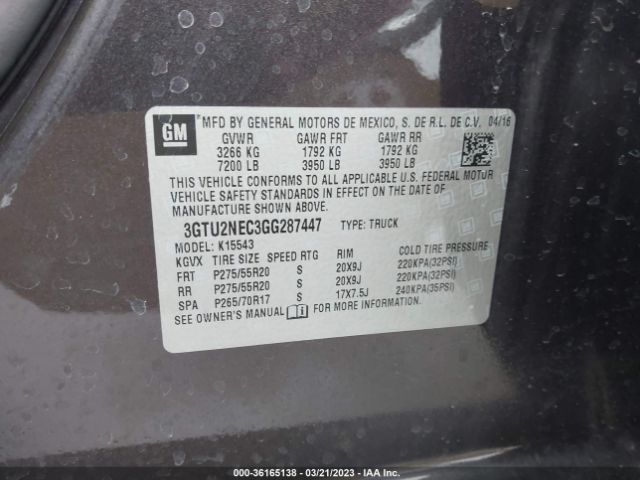 GM
MFD BY GENERAL MOTORS DE MEXICO, S. DE R.L. DE C.V. 04/16
GVWR GAWR FRT GAWR RR
3266 KG 1792 KG 1792 KG
7200 LB 3950 LB 3950 LB
THIS VEHICLE CONFORMS TO ALL APPLICABLE U.S. FEDERAL MOTOR
VEHICLE SAFETY STANDARDS IN EFFECT ON THE DATE OF
MANUFACTURE SHOWN ABOVE.
3GTU2NEC3GG287447 TYPE: TRUCK
MODEL: K15543
KGVX TIRE SIZE SPEED RTG RIM COLD TIRE PRESSURE
FRT P275/55R20 S 20X9J 220KPA(32PSI)
RR P275/55R20 S 20X9J 220KPA(32PSI)
SPA P265/70R17 S 17X7.5J 240KPA(35PSI)
SEE OWNER'S MANUAL FOR MORE INFORMATION.
000-36165138 - 03/21/2023 - IAA Inc.